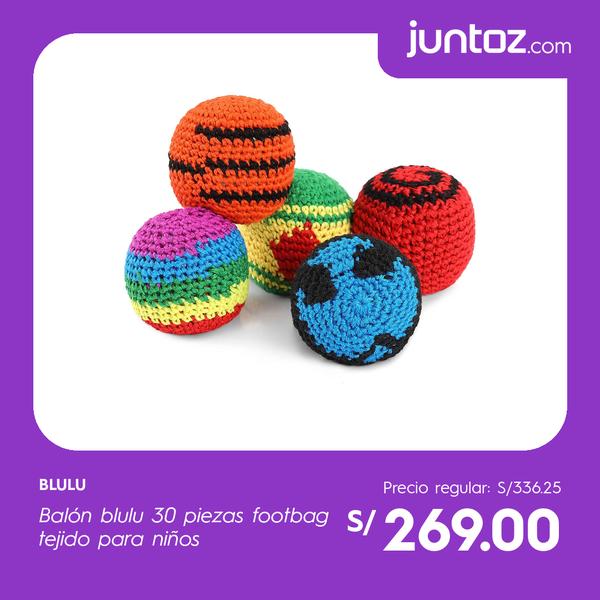 juntoz.com
BLULU
Balón blulu 30 piezas footbag
tejido para niños
Precio regular: S/336.25
S/269.00